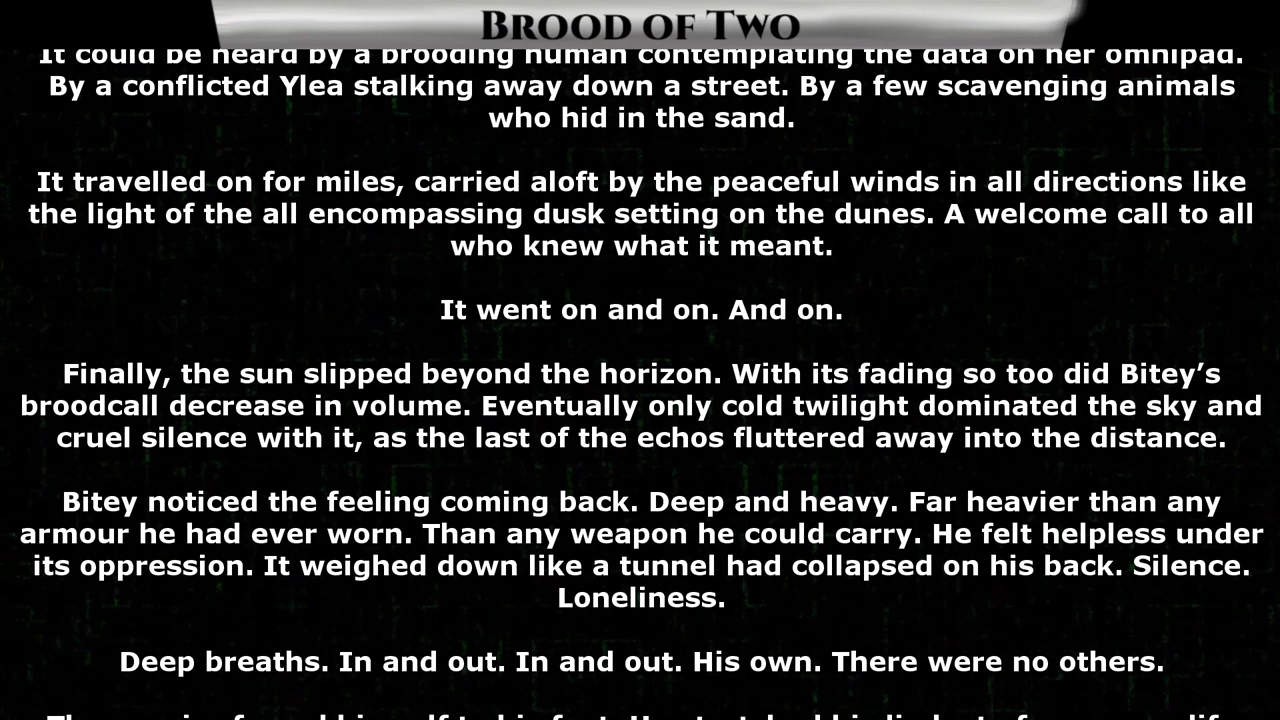 Brood of Two
It could be heard by a brooding human contemplating the data on her omnipad.
By a conflicted Ylea stalking away down a street. By a few scavenging animals
who hid in the sand.
It travelled on for miles, carried aloft by the peaceful winds in all directions like
the light of the all encompassing dusk setting on the dunes. A welcome call to all
who knew what it meant.
It went on and on. And on.
Finally, the sun slipped beyond the horizon. With its fading so too did Bitey’s
broodcall decrease in volume. Eventually only cold twilight dominated the sky and
cruel silence with it, as the last of the echos fluttered away into the distance.
Bitey noticed the feeling coming back. Deep and heavy. Far heavier than any
armour he had ever worn. Than any weapon he could carry. He felt helpless under
its oppression. It weighed down like a tunnel had collapsed on his back. Silence.
Loneliness.
Deep breaths. In and out. In and out. His own. There were no others.